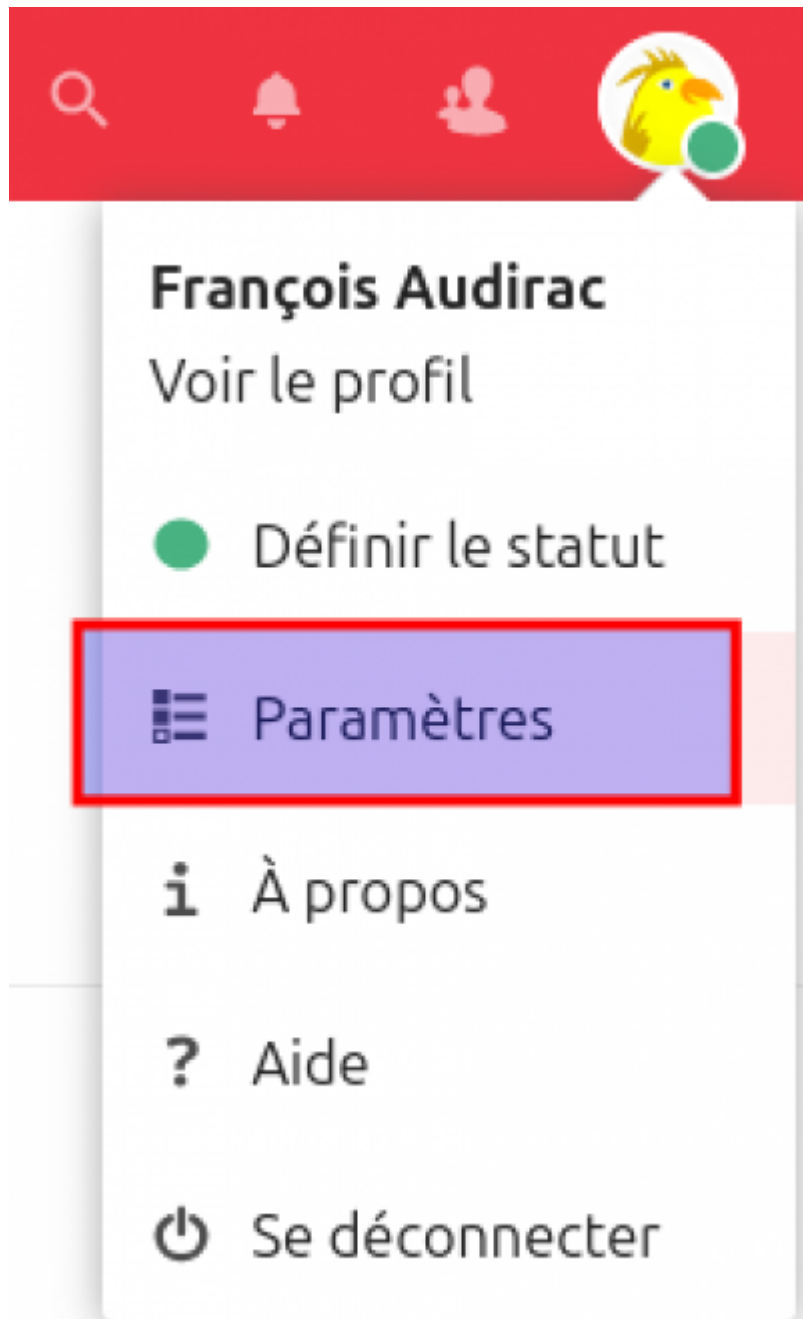 François Audirac
Voir le profil
Définir le statut
Paramètres
À propos
Aide
Se déconnecter